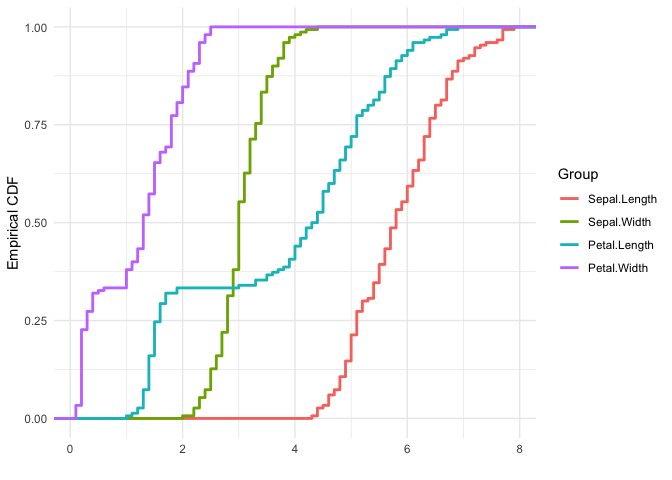 1.00
0.75
0.50
0.25
0.00
Empirical CDF
0 2 4 6 8
Group
Sepal.Length
Sepal.Width
Petal.Length
Petal.Width